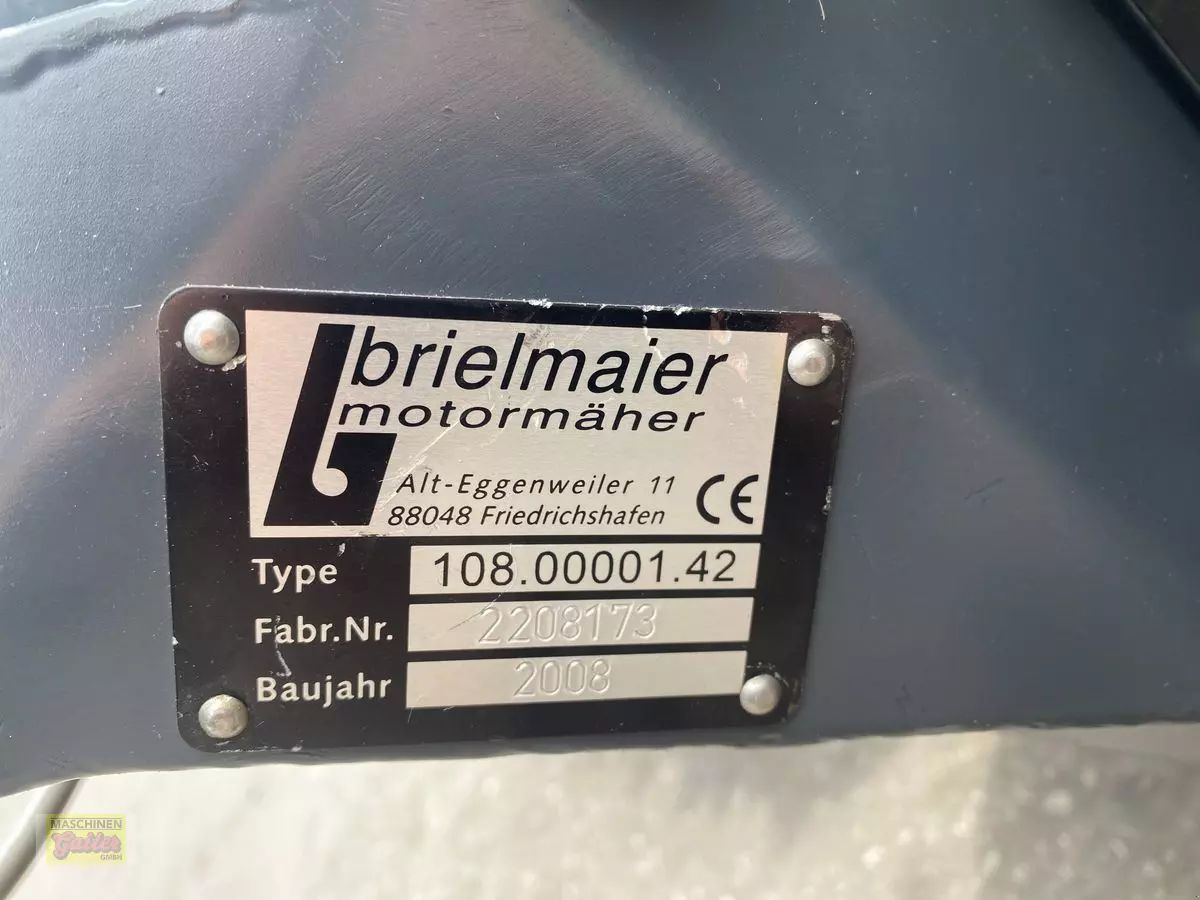 brielmaier
motormäher
Alt-Eggenweiler 11
88048 Friedrichshafen
CE
Type 108.00001.42
Fabr.Nr. 2208173
Baujahr 2008
MASCHINEN
Gailer
GMBH